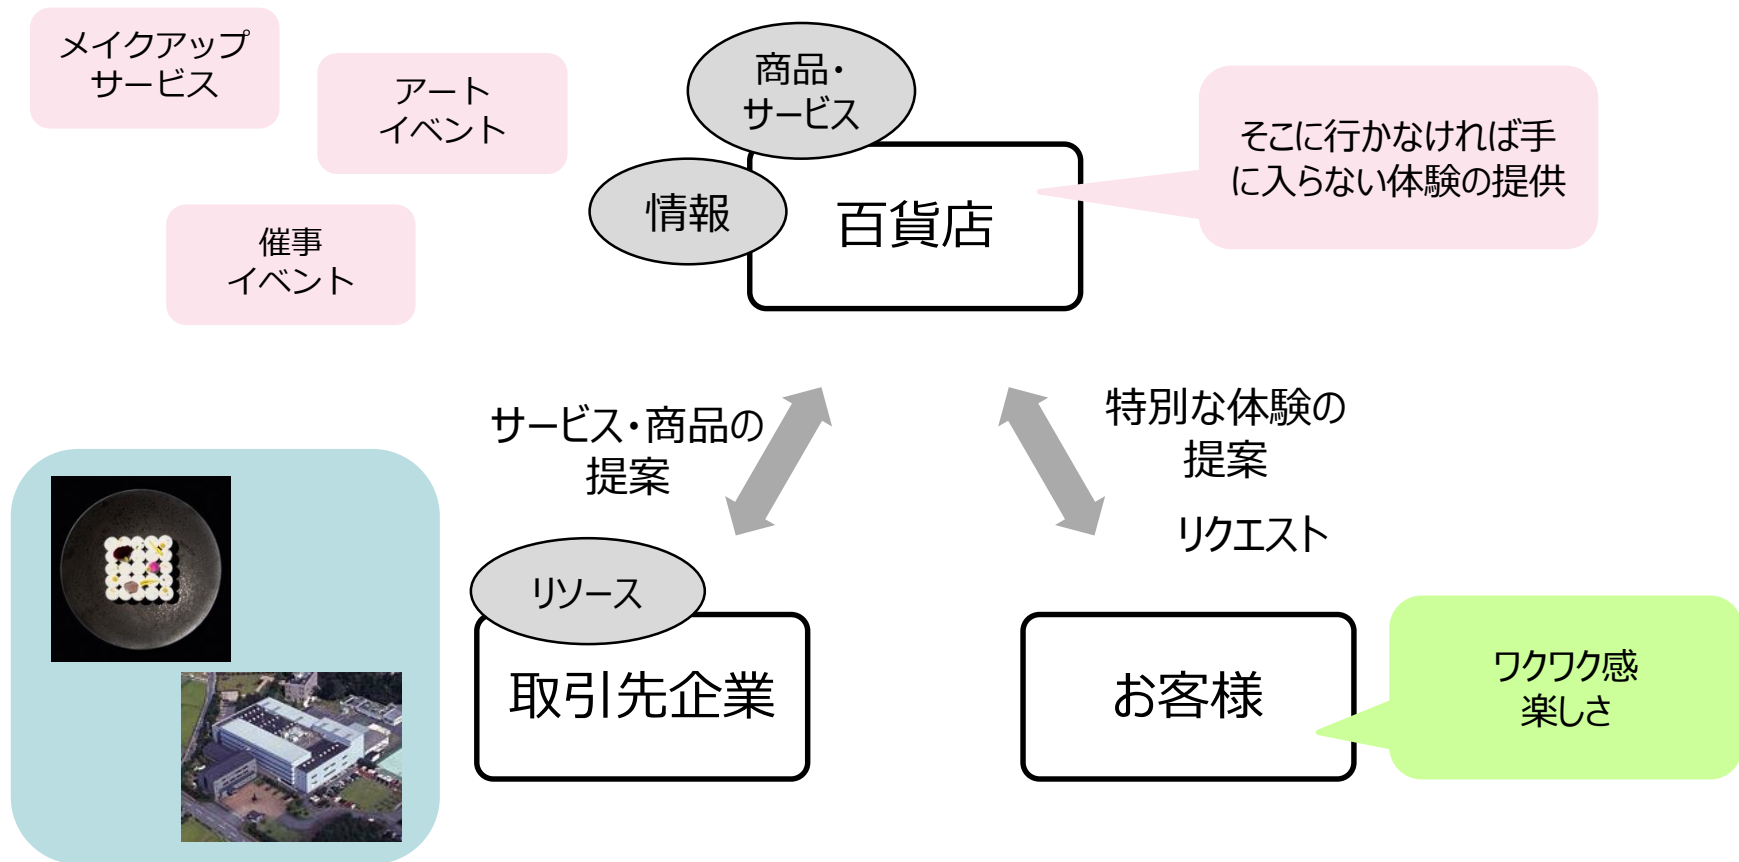 メイクアップ
サービス
アート
イベント
催事
イベント
商品・
サービス
情報
百貨店
そこに行かなければ手
に入らない体験の提供
サービス・商品の
提案
特別な体験の
提案
リクエスト
リソース
取引先企業
お客様
ワクワク感
楽しさ